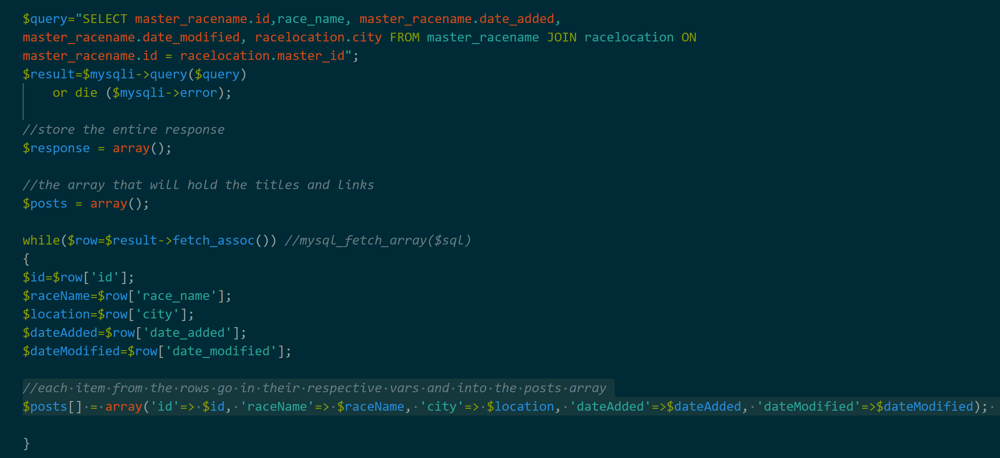 $query="SELECT master_racename.id,race_name, master_racename.date_added,
master_racename.date_modified, racelocation.city FROM master_racename JOIN racelocation ON
master_racename.id = racelocation.master_id";
$result=$mysqli->query($query)
    or die ($mysqli->error);

//store the entire response
$response = array();

//the array that will hold the titles and links
$posts = array();

while($row=$result->fetch_assoc()) //mysql_fetch_array($sql)
{
$id=$row['id'];
$raceName=$row['race_name'];
$location=$row['city'];
$dateAdded=$row['date_added'];
$dateModified=$row['date_modified'];

//each item from the rows go in their respective vars and into the posts array
$posts[] = array('id'=> $id, 'raceName'=> $raceName, 'city'=> $location, 'dateAdded'=>$dateAdded, 'dateModified'=>$dateModified);

}